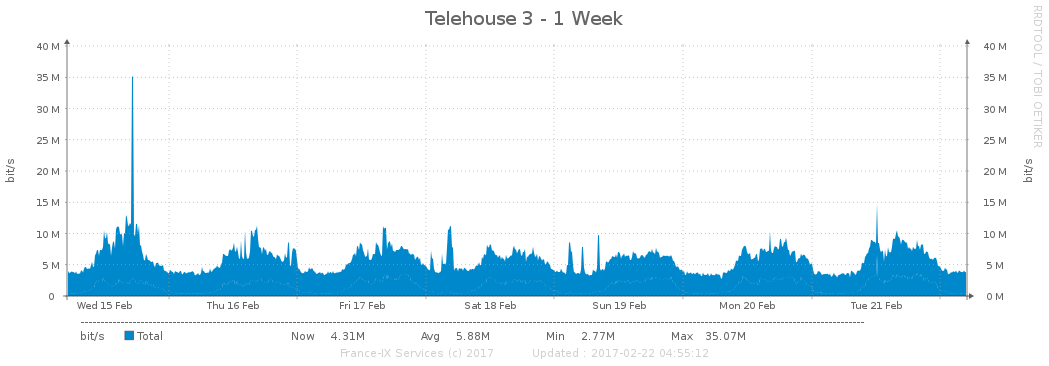 Telehouse 3 - 1 Week
RRDTOOL / TOBI OETIKER
40 M 40 M
35 M 35 M
30 M 30 M
25 M 25 M
20 M 20 M
15 M 15 M
10 M 10 M
5 M 5 M
0 0 M
bit/s bit/s
Wed 15 Feb Thu 16 Feb Fri 17 Feb Sat 18 Feb Sun 19 Feb Mon 20 Feb Tue 21 Feb
bit/s Total Now 4.31M Avg 5.88M Min 2.77M Max 35.07M
France-IX Services (c) 2017 Updated : 2017-02-22 04:55:12